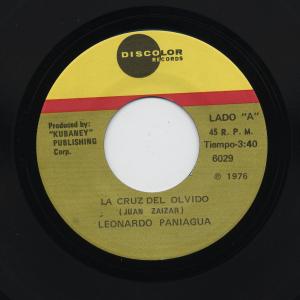 DISCOLOR
RECORDS
Produced by:
"KUBANEY"
PUBLISHING
Corp.
LADO "A"
45 R. P. M.
Tiempo-3:40
6029
℗ 1976
LA CRUZ DEL OLVIDO
(JUAN ZAIZAR)
LEONARDO PANIAGUA